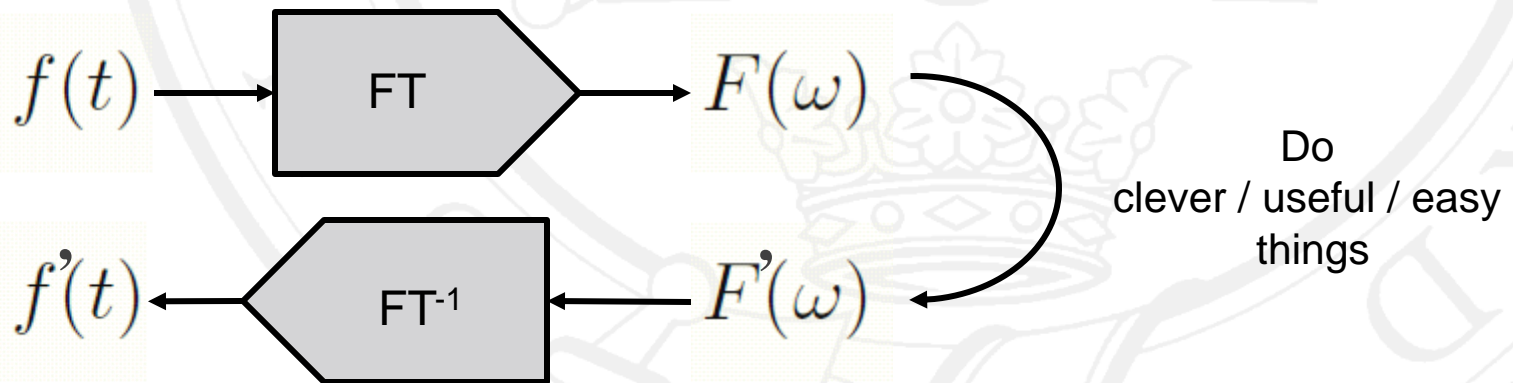 f(t) FT F(ω)
Do
clever / useful / easy
things
f’(t) FT-1 F’(ω)